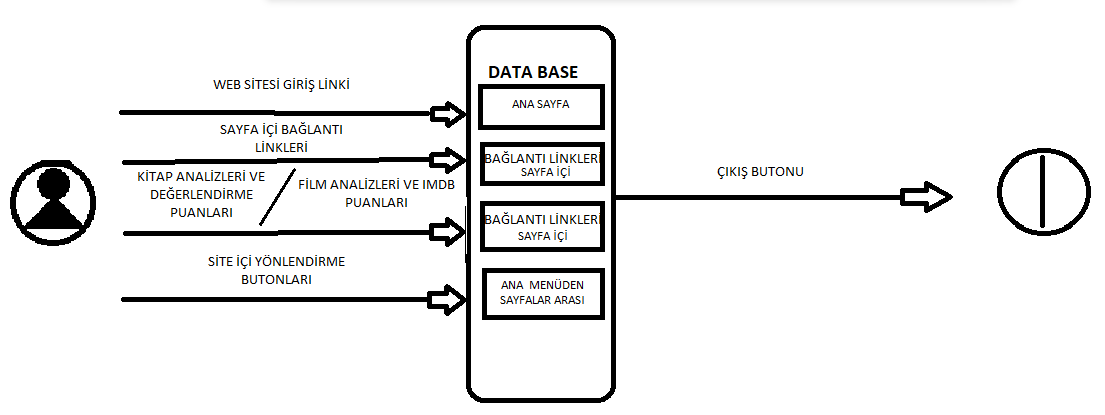 WEB SİTESİ GİRİŞ LİNKİ
SAYFA İÇİ BAĞLANTI
LİNKLERİ
KİTAP ANALİZLERİ VE
DEĞERLENDİRME
PUANLARI
FİLM ANALİZLERİ VE IMDB
PUANLARI
SİTE İÇİ YÖNLENDİRME
BUTONLARI
DATA BASE
ANA SAYFA
BAĞLANTI LİNKLERİ
SAYFA İÇİ
BAĞLANTI LİNKLERİ
SAYFA İÇİ
ANA MENÜDEN
SAYFALAR ARASI
ÇIKIŞ BUTONU